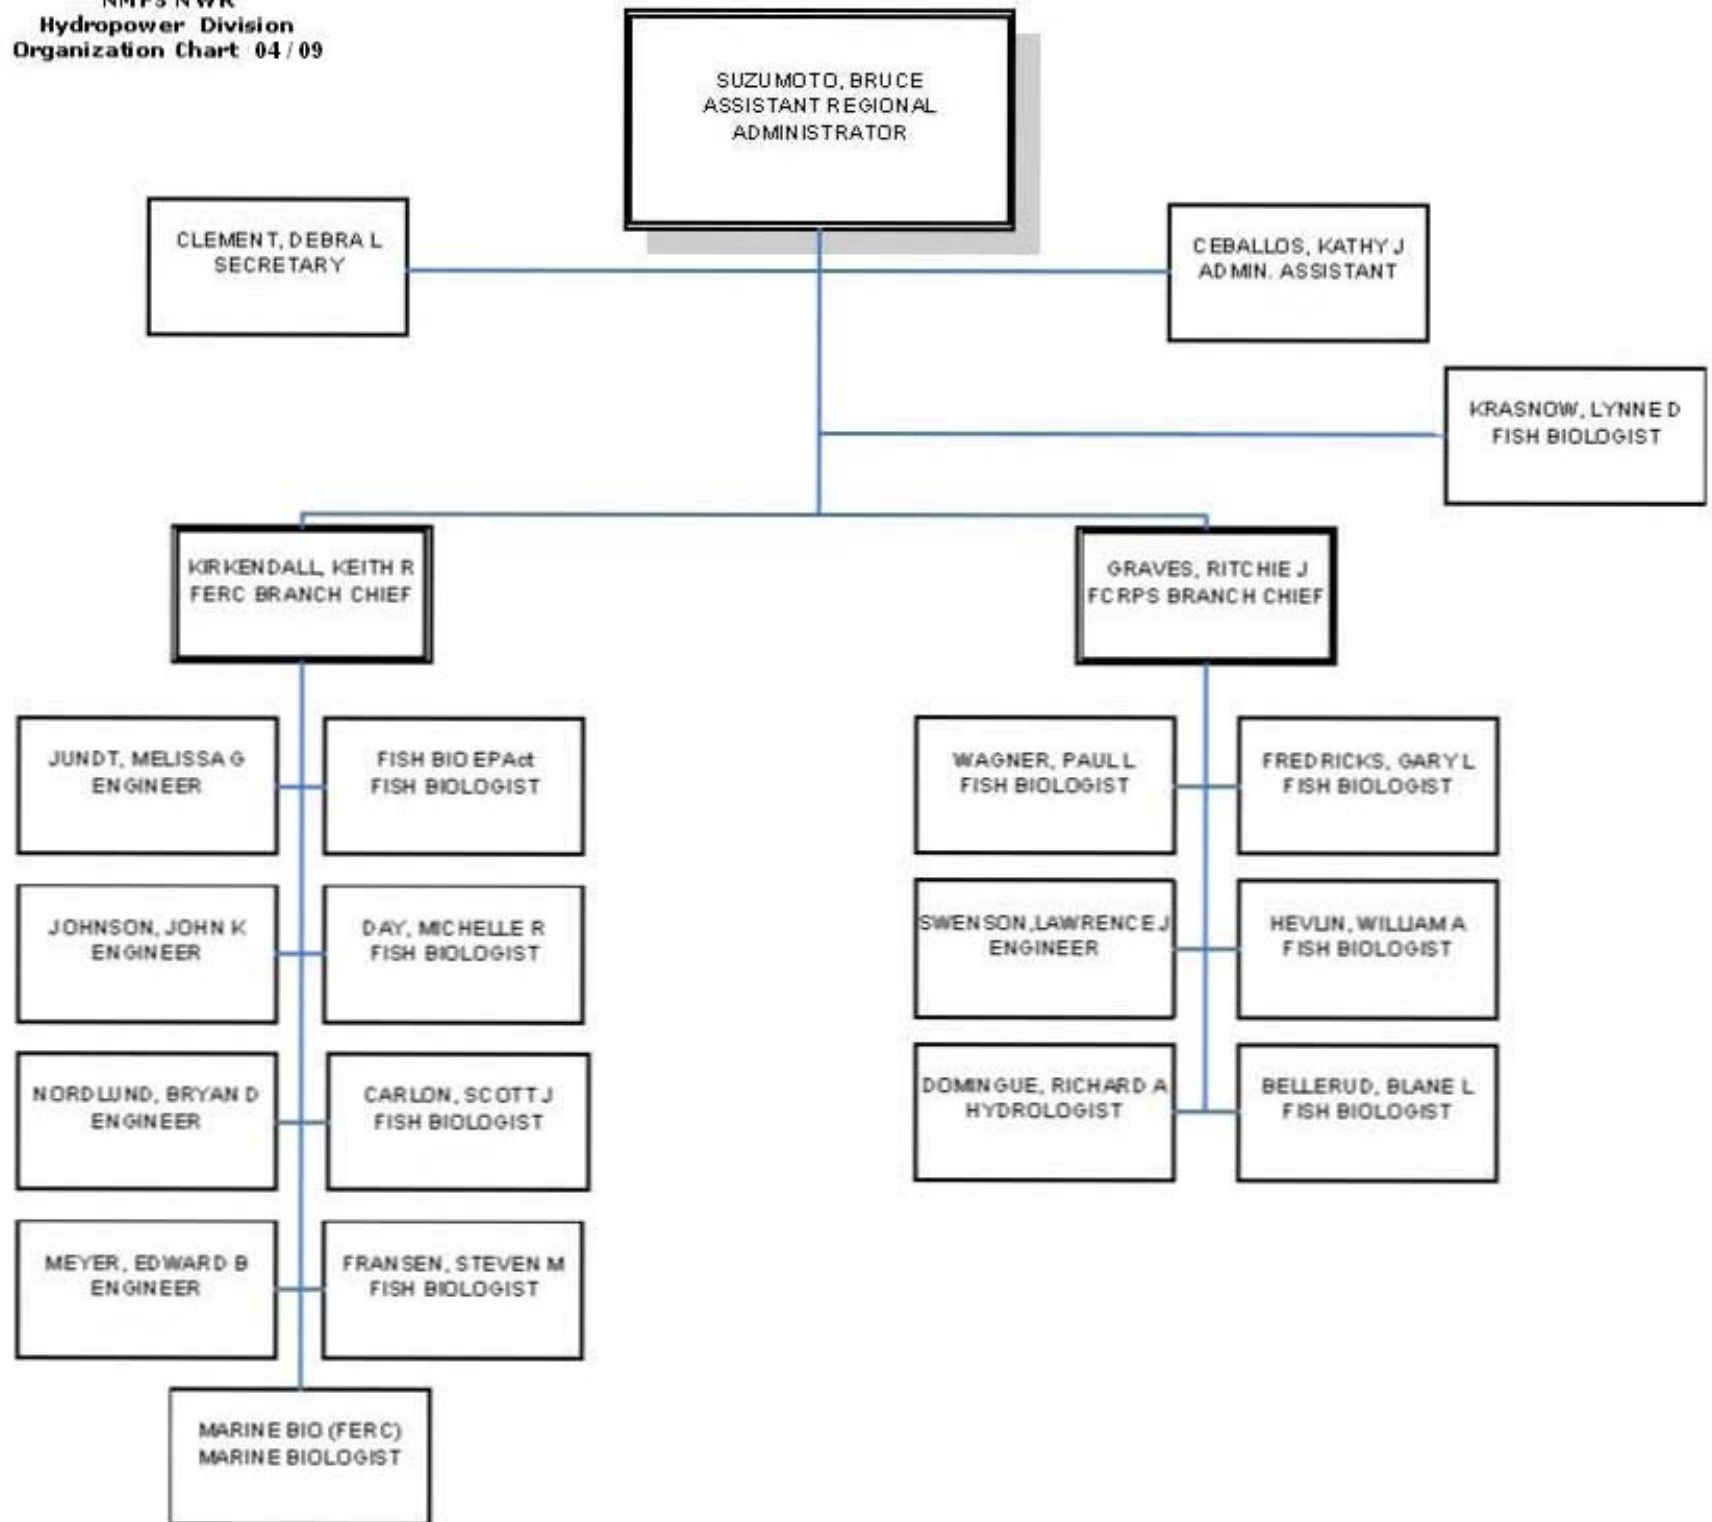 NMFS NWR
Hydropower Division
Organization Chart 04 / 09
SUZUMOTO, BRUCE
ASSISTANT REGIONAL
ADMINISTRATOR
CLEMENT, DEBRA L
SECRETARY
CEBALLOS, KATHY J
ADMIN. ASSISTANT
KRASNOW, LYNNE D
FISH BIOLOGIST
KIRKENDALL, KEITH R
FERC BRANCH CHIEF
GRAVES, RITCHIE J
FCRPS BRANCH CHIEF
JUNDT, MELISSA G
ENGINEER
FISH BIO EPAct
FISH BIOLOGIST
WAGNER, PAUL L
FISH BIOLOGIST
FREDRICKS, GARY L
FISH BIOLOGIST
JOHNSON, JOHN K
ENGINEER
DAY, MICHELLE R
FISH BIOLOGIST
SWENSON, LAWRENCE J
ENGINEER
HEVLIN, WILLIAM A
FISH BIOLOGIST
NORDLUND, BRYAN D
ENGINEER
CARLON, SCOTT J
FISH BIOLOGIST
DOMINGUE, RICHARD A
HYDROLOGIST
BELLERUD, BLANE L
FISH BIOLOGIST
MEYER, EDWARD B
ENGINEER
FRANSEN, STEVEN M
FISH BIOLOGIST
MARINE BIO (FERC)
MARINE BIOLOGIST